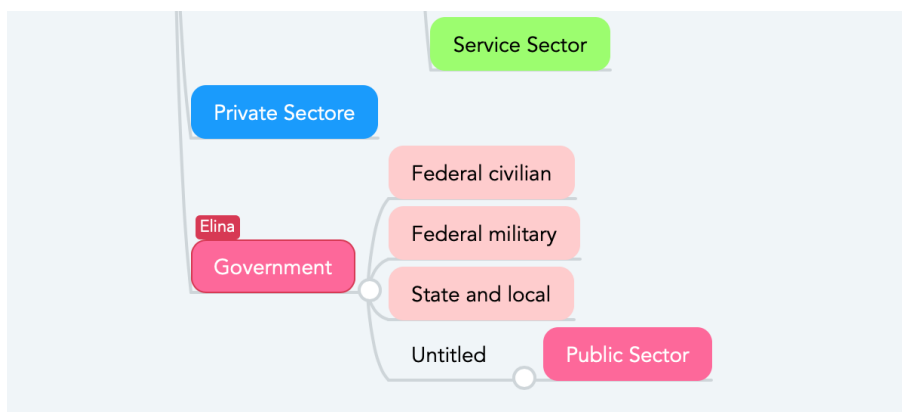 Service Sector
Private Sectore
Federal civilian
Federal military
Elina
Government
State and local
Untitled
Public Sector